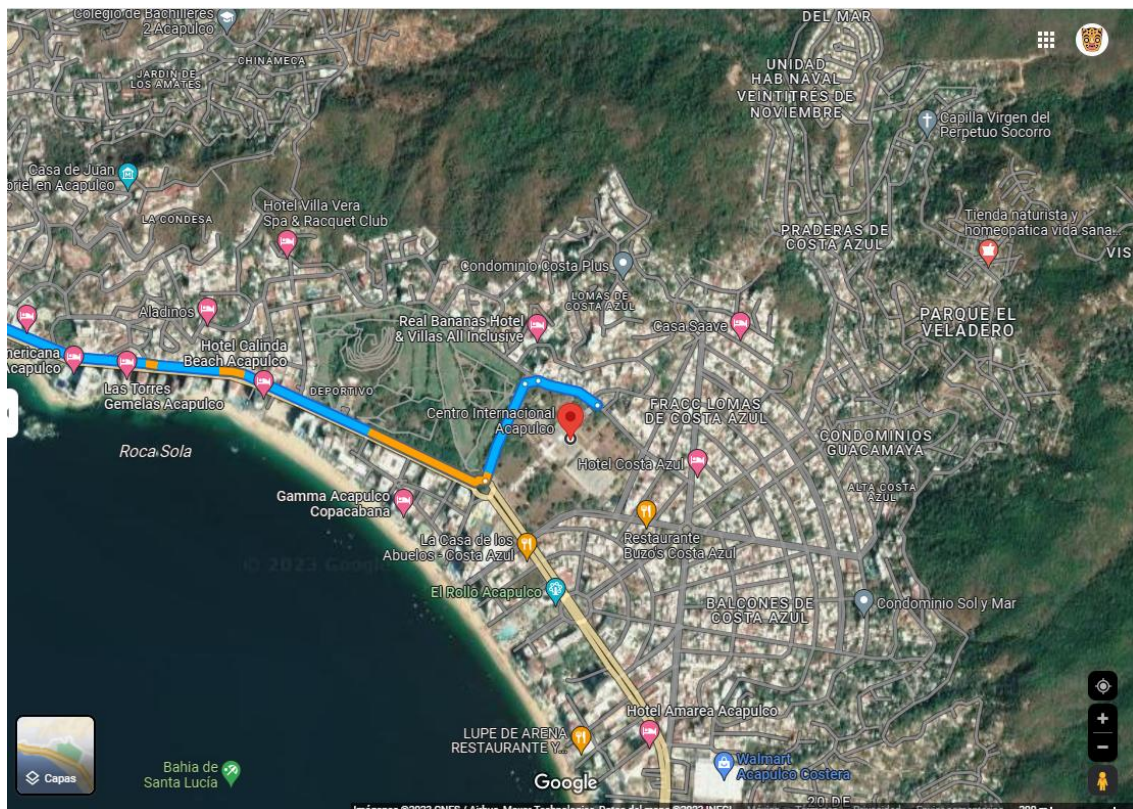 Colegio de Bachilleres
2 Acapulco
CHINAMECA
JARDIN DE
LOS AMATES
DEL MAR
UNIDAD
HAB NAVAL
VEINTITRES DE
NOVIEMBRE
Capilla Virgen del
Perpetuo Socorro
Casa de Juan
en Acapulco
LA CONDESA
Hotel Villa Vera
Spa & Racquet Club
Tienda naturista y
homeopatica vida sana...
PRADERAS DE
COSTA AZUL
VIS
Condominio Costa Plus
LOMAS DE
COSTA AZUL
Aladinos
Real Bananas Hotel
& Villas All Inclusive
Casa Saave
PARQUE EL
VELADERO
Hotel Calinda
Beach Acapulco
mericana
Acapulco
Las Torres
Gemelas Acapulco
DEPORTIVO
Centro Internacional
Acapulco
FRACC LOMAS
DE COSTA AZUL
CONDOMINIOS
GUACAMAYA
Roca Sola
Hotel Costa Azul
ALTA COSTA
AZUL
Gamma Acapulco
Copacabana
La Casa de los
Abuelos - Costa Azul
Restaurante
Buzo's Costa Azul
© 2023 Google
El Rollo Acapulco
BALCONES DE
COSTA AZUL
Condominio Sol y Mar
Hotel Amarea Acapulco
LUPE DE ARENA
RESTAURANTE Y...
Walmart
Acapulco Costera
Capas
Bahia de
Santa Lucía
Google
20 DE